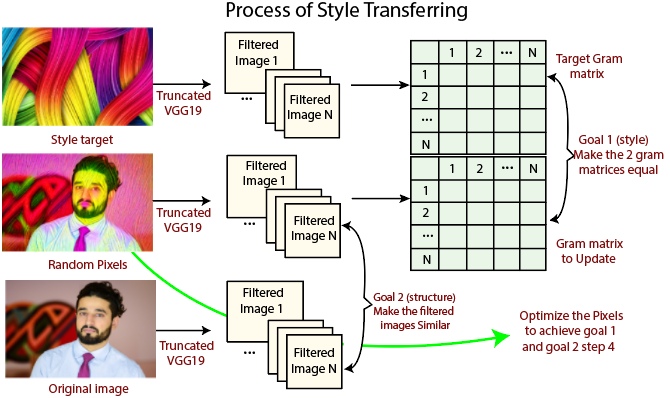 Process of Style Transferring
Style target
Truncated
VGG19
Filtered
Image 1
...
Filtered
Image N
1 2 ... N
1
2
...
N
Target Gram
matrix
Goal 1 (style)
Make the 2 gram
matrices equal
Random Pixels
Truncated
VGG19
Filtered
Image 1
...
Filtered
Image N
1 2 ... N
1
2
...
N
Gram matrix
to Update
Goal 2 (structure)
Make the filtered
images Similar
Original image
Truncated
VGG19
Filtered
Image 1
...
Filtered
Image N
Optimize the Pixels
to achieve goal 1
and goal 2 step 4